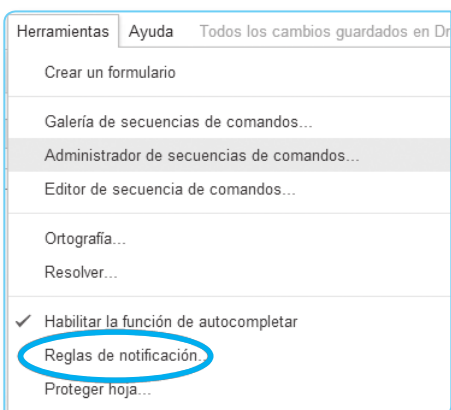 Herramientas Ayuda Todos los cambios guardados en Dr
Crear un formulario
Galería de secuencias de comandos...
Administrador de secuencias de comandos...
Editor de secuencia de comandos...
Ortografía...
Resolver...
Habilitar la función de autocompletar
Reglas de notificación...
Proteger hoja...